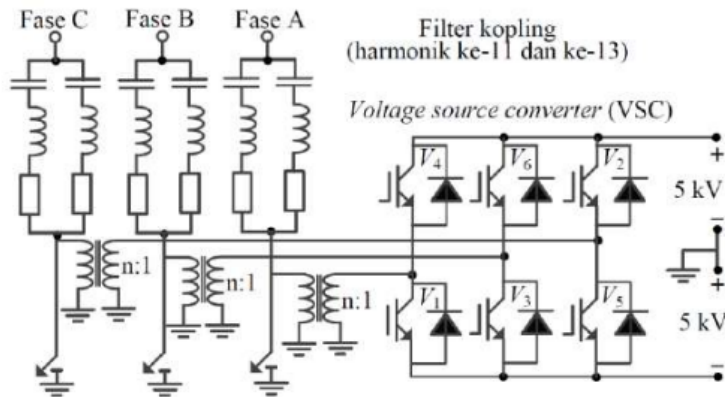 Fase C Fase B Fase A
Filter kopling
(harmonik ke-11 dan ke-13)
Voltage source converter (VSC)
V4 V6 V2
+
5 kV
−
n:1
n:1
n:1
V1 V3 V5
+
5 kV
−